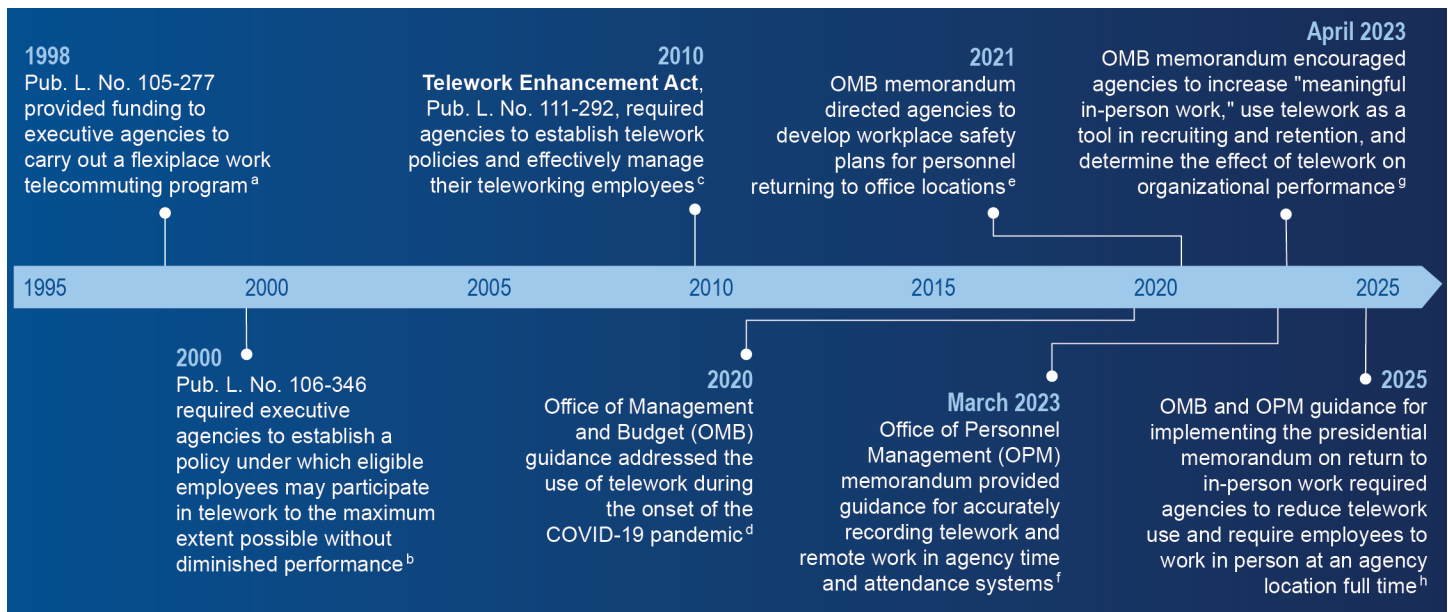 1998
Pub. L. No. 105-277
provided funding to
executive agencies to
carry out a flexiplace work
telecommuting program a
2010
Telework Enhancement Act,
Pub. L. No. 111-292, required
agencies to establish telework
policies and effectively manage
their teleworking employees c
2021
OMB memorandum
directed agencies to
develop workplace safety
plans for personnel
returning to office locations e
April 2023
OMB memorandum encouraged
agencies to increase "meaningful
in-person work," use telework as a
tool in recruiting and retention, and
determine the effect of telework on
organizational performance g
1995 2000 2005 2010 2015 2020 2025
2000
Pub. L. No. 106-346
required executive
agencies to establish a
policy under which eligible
employees may participate
in telework to the maximum
extent possible without
diminished performance b
2020
Office of Management
and Budget (OMB)
guidance addressed the
use of telework during
the onset of the
COVID-19 pandemic d
March 2023
Office of Personnel
Management (OPM)
memorandum provided
guidance for accurately
recording telework and
remote work in agency time
and attendance systems f
2025
OMB and OPM guidance for
implementing the presidential
memorandum on return to
in-person work required
agencies to reduce telework
use and require employees to
work in person at an agency
location full time h